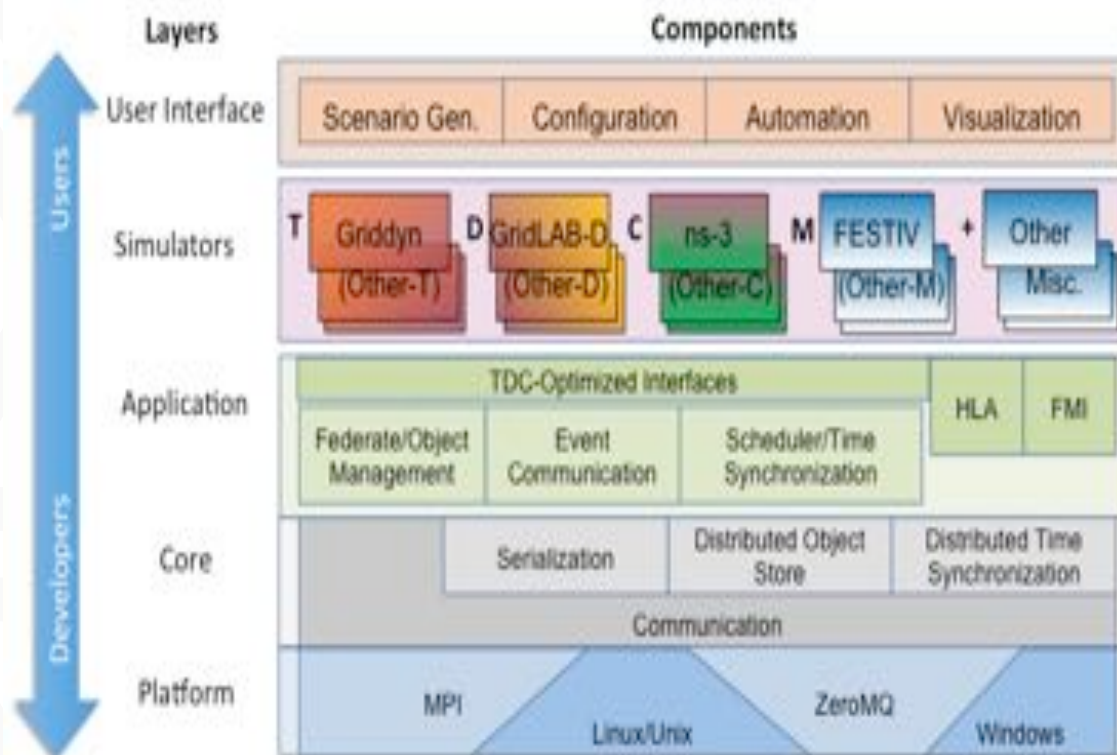 Layers
Components
Users
Developers
User Interface
Scenario Gen.
Configuration
Automation
Visualization
Simulators
T
Griddyn
(Other-T)
D
GridLAB-D
(Other-D)
C
ns-3
(Other-C)
M
FESTIV
(Other-M)
+
Other
Misc.
Application
TDC-Optimized Interfaces
HLA
FMI
Federate/Object
Management
Event
Communication
Scheduler/Time
Synchronization
Core
Serialization
Distributed Object
Store
Distributed Time
Synchronization
Communication
Platform
MPI
Linux/Unix
ZeroMQ
Windows